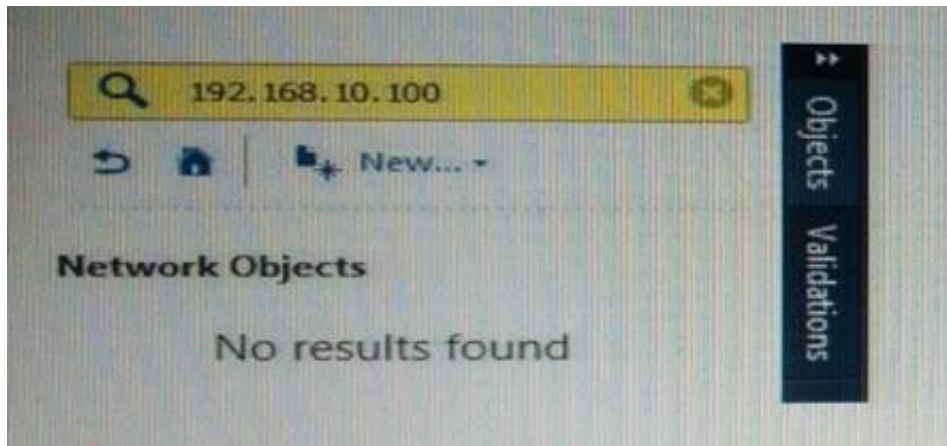 192.168.10.100
New...
Network Objects
No results found
Objects
Validations